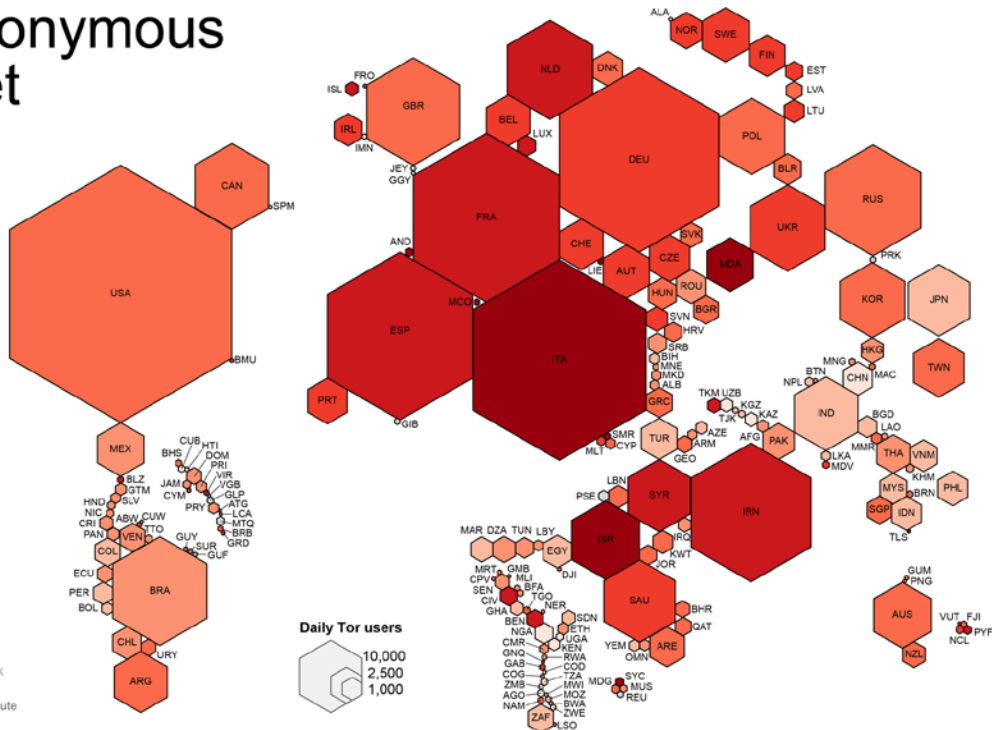 onymous
et
ALA
NOR
SWE
FIN
EST
LVA
LTU
NLD
DNK
FRO
ISL
GBR
IRL
IMN
BEL
LUX
DEU
POL
BLR
JEY
GGY
CAN
SPM
RUS
FRA
UKR
AND
CHE
LIE
AUT
SVK
CZE
MDA
PRK
USA
HUN
ROU
BGR
KOR
JPN
MCO
ESP
ITA
SVN
HRV
SRB
BIH
MNE
MKD
ALB
BMU
HKG
MNG
CHN
MAC
TWN
BTN
NPL
PRT
GIB
GRC
TKM
UZB
KGZ
TJK
KAZ
IND
BGD
LAO
SMR
MLT
CYP
TUR
AZE
ARM
GEO
AFG
PAK
MMR
THA
VNM
LKA
MDV
KHM
MEX
CUB
HTI
BHS
DOM
PRI
VIR
VGB
JAM
CYM
GLP
PRY
ATG
LCA
MTQ
BRB
GRD
BLZ
GTM
HND
SLV
NIC
CRI
ABW
CUW
PAN
TTO
VEN
COL
GUY
SUR
GUF
ECU
PER
BOL
BRA
CHL
URY
ARG
LBN
PSE
SYR
IRN
MYS
BRN
PHL
SGP
IDN
TLS
ISR
IRQ
KWT
JOR
MAR
DZA
TUN
LBY
EGY
DJI
MRT
GMB
CPV
MLI
SEN
BFA
CIV
TGO
GHA
NER
BEN
SDN
NGA
ETH
UGA
CMR
KEN
GNQ
RWA
GAB
COD
COG
TZA
ZMB
MWI
AGO
MOZ
NAM
BWA
ZWE
ZAF
LSO
SAU
BHR
QAT
YEM
OMN
ARE
MDG
SYC
MUS
REU
GUM
PNG
AUS
VUT
FJI
PYF
NCL
NZL
Daily Tor users
10,000
2,500
1,000
ute